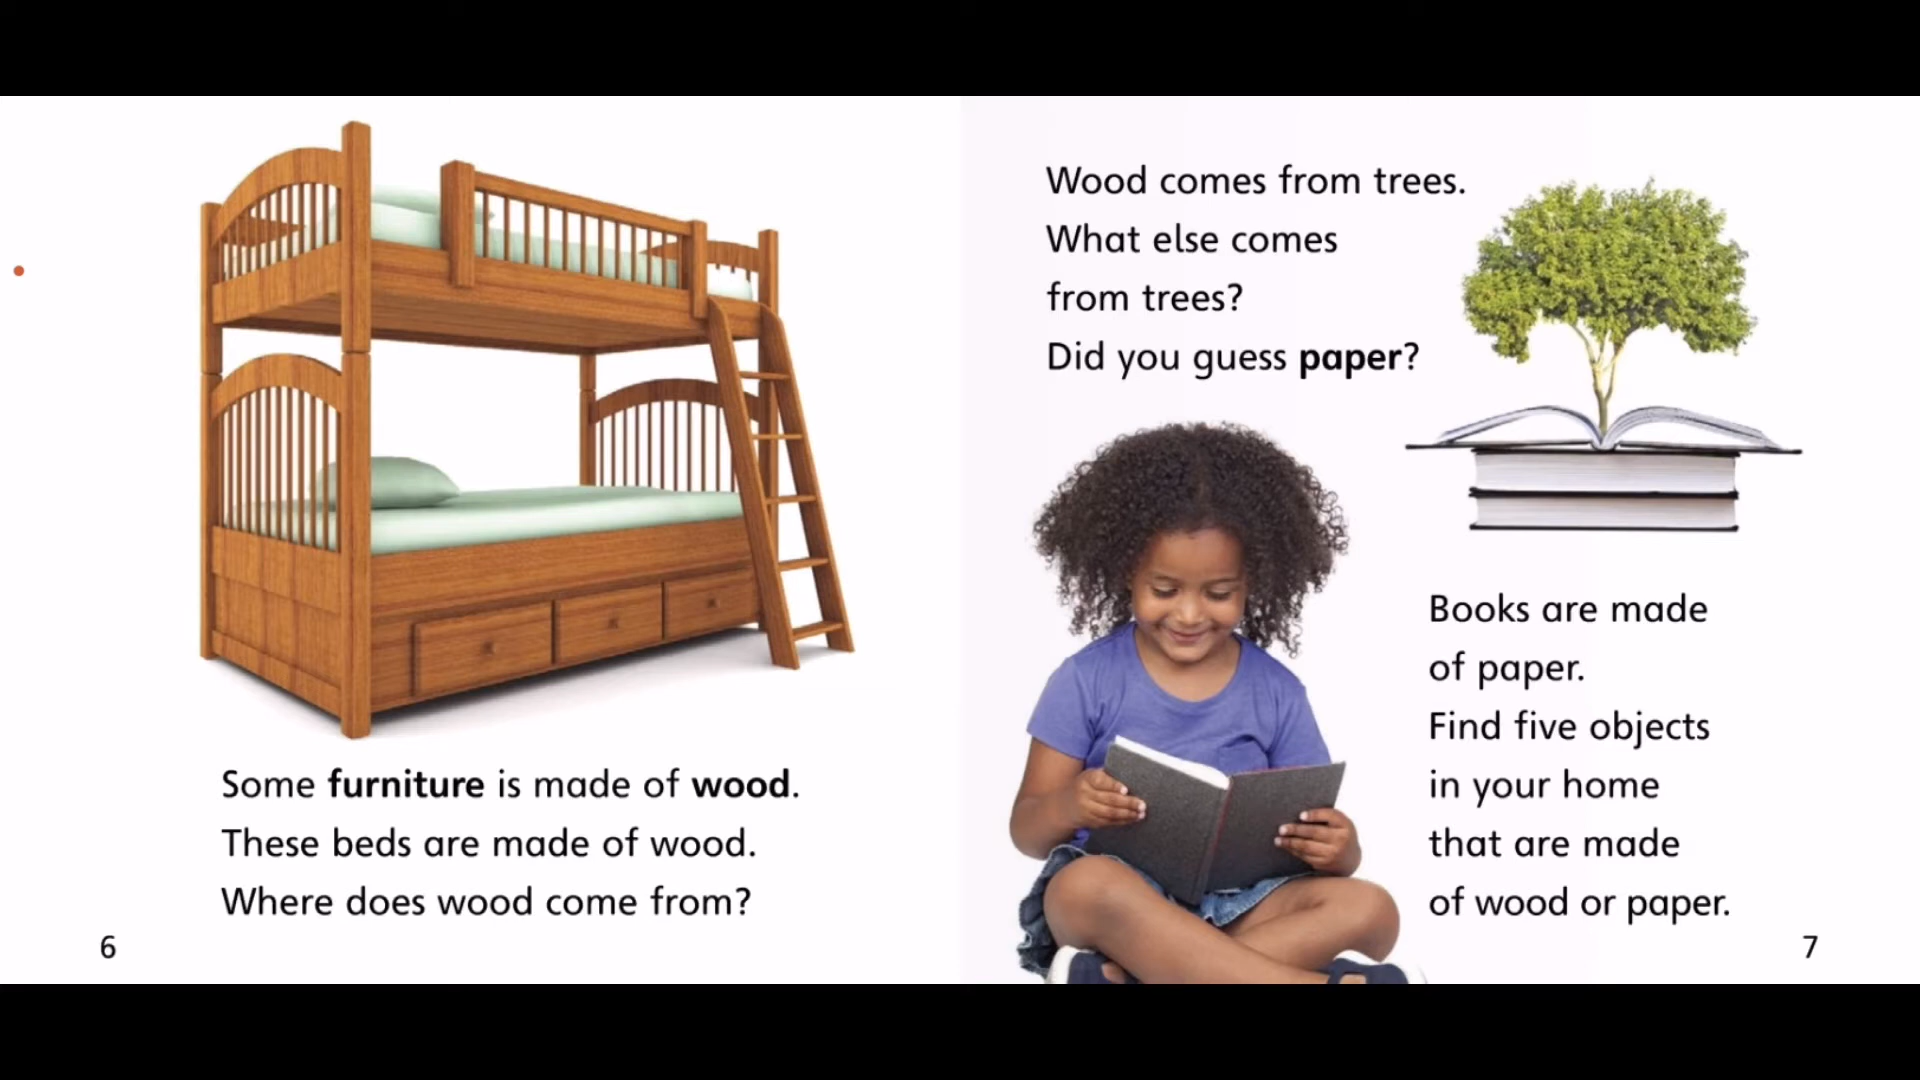 Some furniture is made of wood.
These beds are made of wood.
Where does wood come from?
6
Wood comes from trees.
What else comes
from trees?
Did you guess paper?
Books are made
of paper.
Find five objects
in your home
that are made
of wood or paper.
7